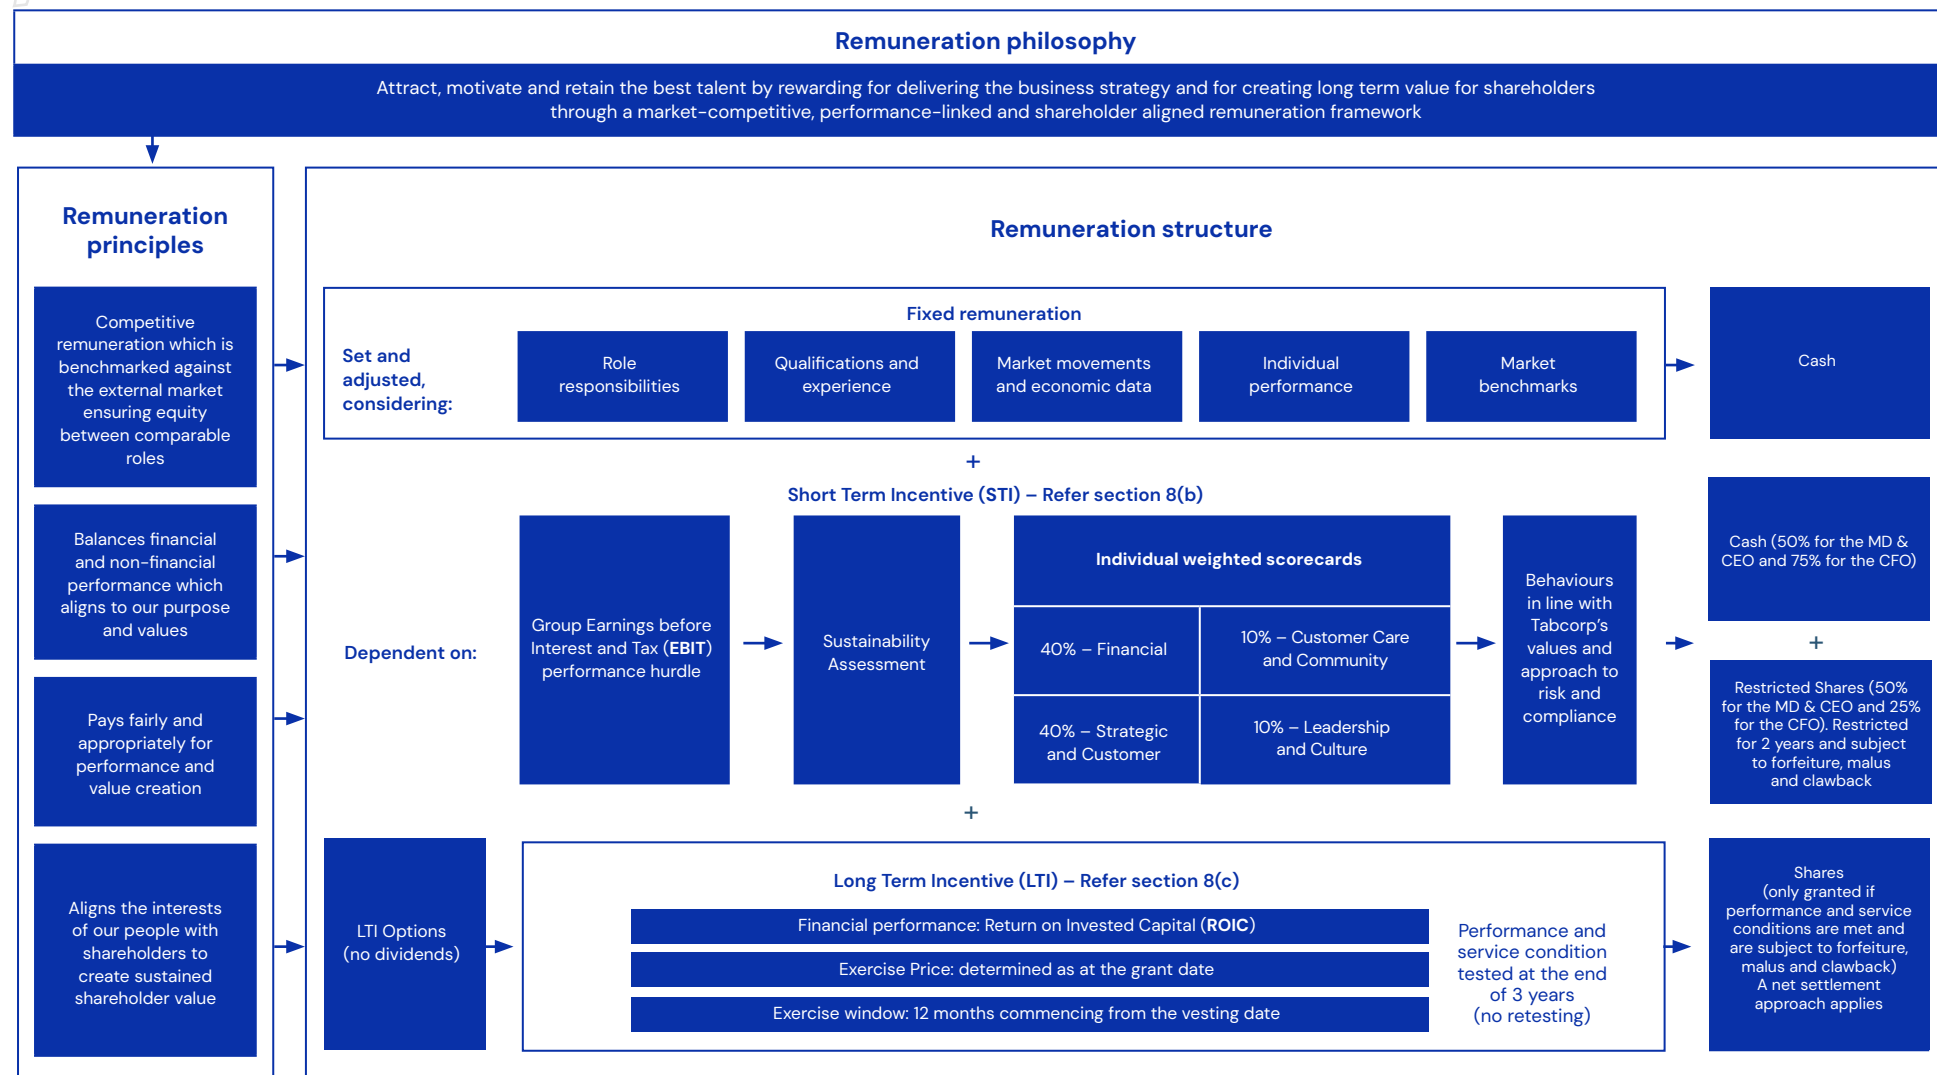 Remuneration philosophy
Attract, motivate and retain the best talent by rewarding for delivering the business strategy and for creating long term value for shareholders
through a market-competitive, performance-linked and shareholder aligned remuneration framework
Remuneration
principles
Competitive
remuneration which is
benchmarked against
the external market
ensuring equity
between comparable
roles
Balances financial
and non-financial
performance which
aligns to our purpose
and values
Pays fairly and
appropriately for
performance and
value creation
Aligns the interests
of our people with
shareholders to
create sustained
shareholder value
Remuneration structure
Fixed remuneration
Set and
adjusted,
considering:
Role
responsibilities
Qualifications and
experience
Market movements
and economic data
Individual
performance
Market
benchmarks
Cash
+
Short Term Incentive (STI) – Refer section 8(b)
Dependent on:
Group Earnings before
Interest and Tax (EBIT)
performance hurdle
Sustainability
Assessment
Individual weighted scorecards
40% – Financial
10% – Customer Care
and Community
40% – Strategic
and Customer
10% – Leadership
and Culture
Behaviours
in line with
Tabcorp's
values and
approach to
risk and
compliance
Cash (50% for the MD &
CEO and 75% for the CFO)
+
Restricted Shares (50%
for the MD & CEO and 25%
for the CFO). Restricted
for 2 years and subject
to forfeiture, malus
and clawback
+
LTI Options
(no dividends)
Long Term Incentive (LTI) – Refer section 8(c)
Financial performance: Return on Invested Capital (ROIC)
Exercise Price: determined as at the grant date
Exercise window: 12 months commencing from the vesting date
Performance and
service condition
tested at the end
of 3 years
(no retesting)
Shares
(only granted if
performance and service
conditions are met and
are subject to forfeiture,
malus and clawback)
A net settlement
approach applies